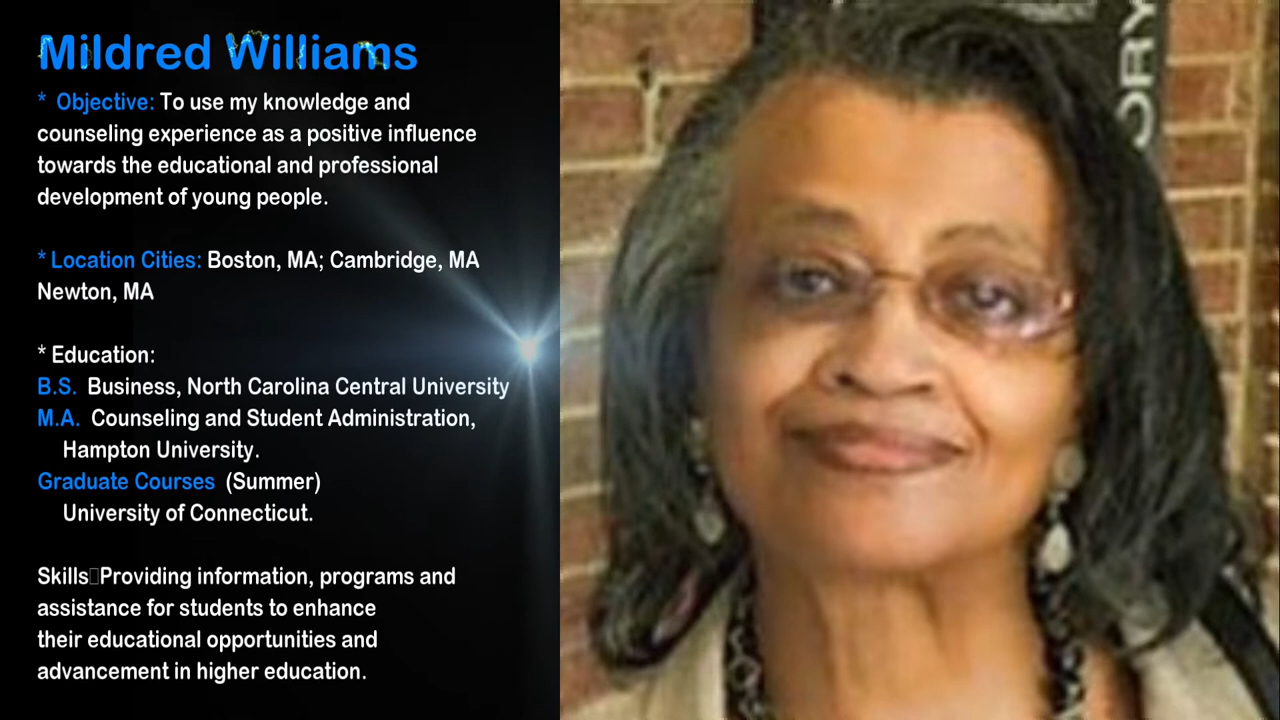 Mildred Williams
* Objective: To use my knowledge and
counseling experience as a positive influence
towards the educational and professional
development of young people.
* Location Cities: Boston, MA; Cambridge, MA
Newton, MA
* Education:
B.S. Business, North Carolina Central University
M.A. Counseling and Student Administration,
Hampton University.
Graduate Courses (Summer)
University of Connecticut.
Skills Providing information, programs and
assistance for students to enhance
their educational opportunities and
advancement in higher education.